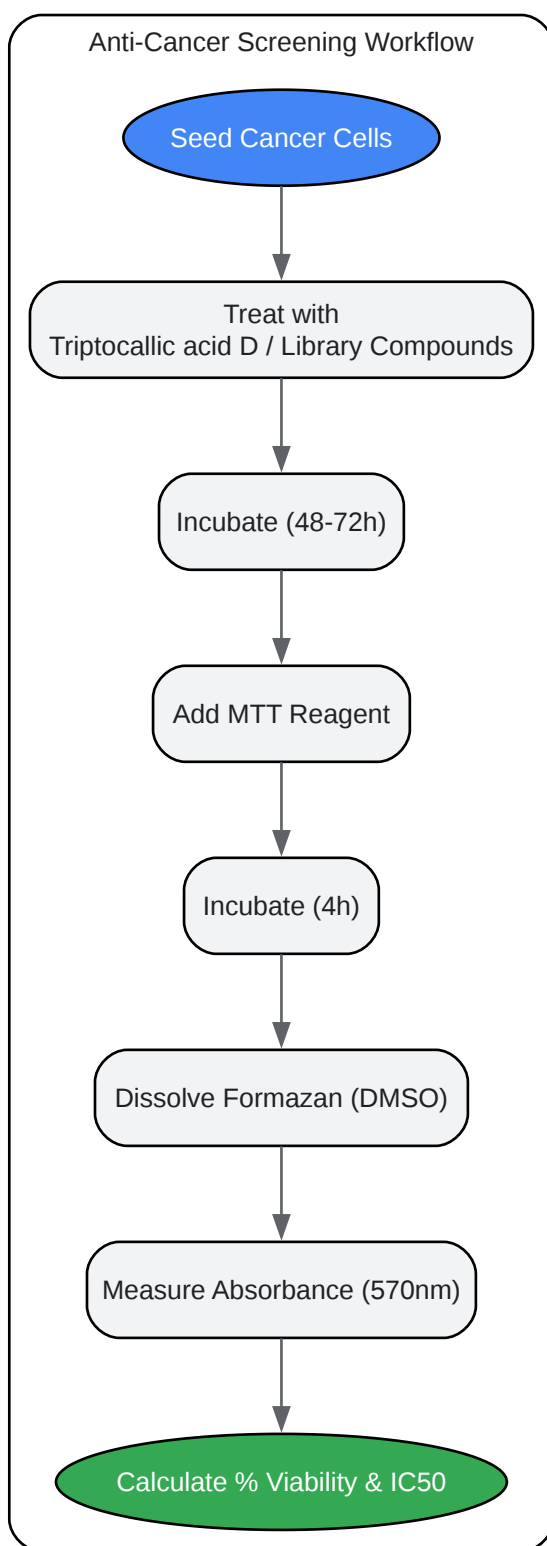 Anti-Cancer Screening Workflow
Seed Cancer Cells
Treat with
Triptocallic acid D / Library Compounds
Incubate (48-72h)
Add MTT Reagent
Incubate (4h)
Dissolve Formazan (DMSO)
Measure Absorbance (570nm)
Calculate % Viability & IC50